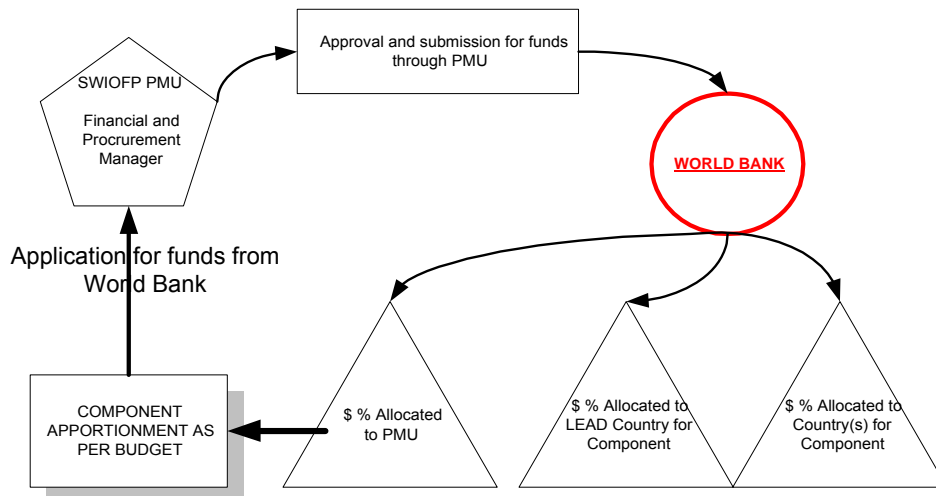 Approval and submission for funds
through PMU
SWIOFP PMU
Financial and
Procurement
Manager
WORLD BANK
Application for funds from
World Bank
COMPONENT
APPORTIONMENT AS
PER BUDGET
$ % Allocated
to PMU
$ % Allocated to
LEAD Country for
Component
$ % Allocated to
Country(s) for
Component